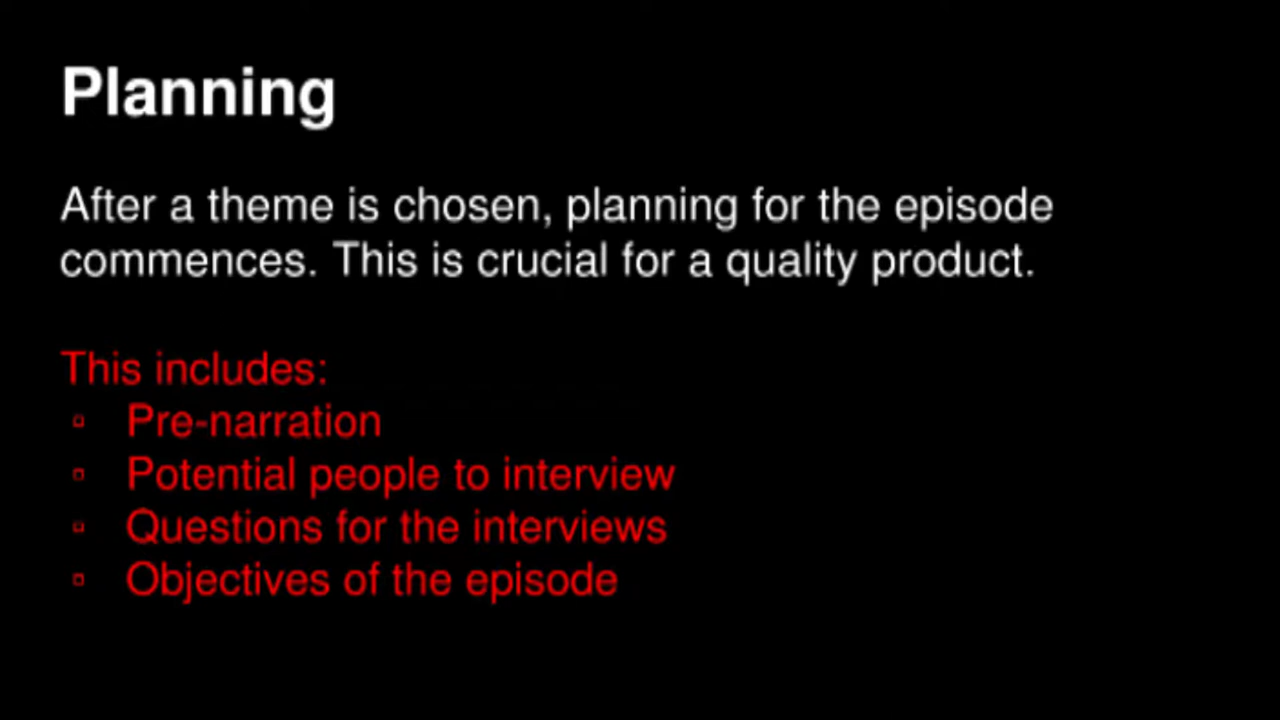 Planning
After a theme is chosen, planning for the episode
commences. This is crucial for a quality product.
This includes:
▫ Pre-narration
▫ Potential people to interview
▫ Questions for the interviews
▫ Objectives of the episode